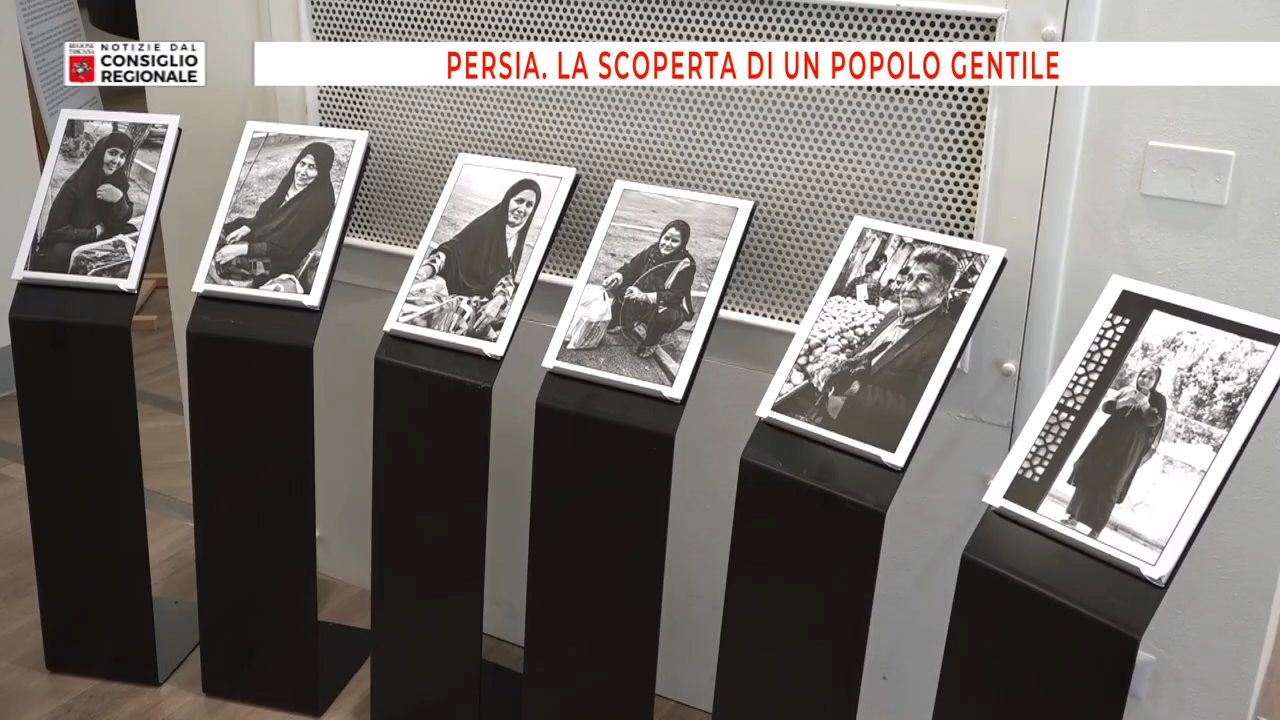 REGIONE
TOSCANA
NOTIZIE DAL
CONSIGLIO
REGIONALE
PERSIA. LA SCOPERTA DI UN POPOLO GENTILE